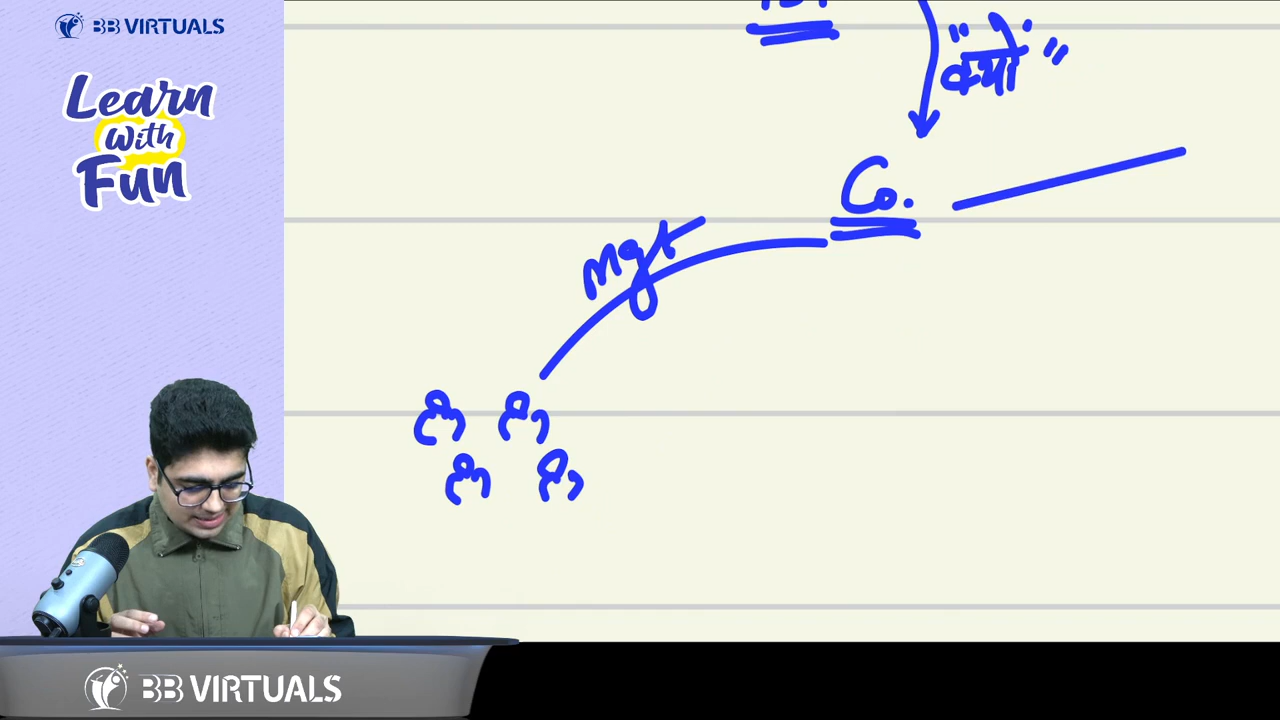 BB VIRTUALS
Learn
With
Fun
"क्यों"
Co.
Mgt
BB VIRTUALS